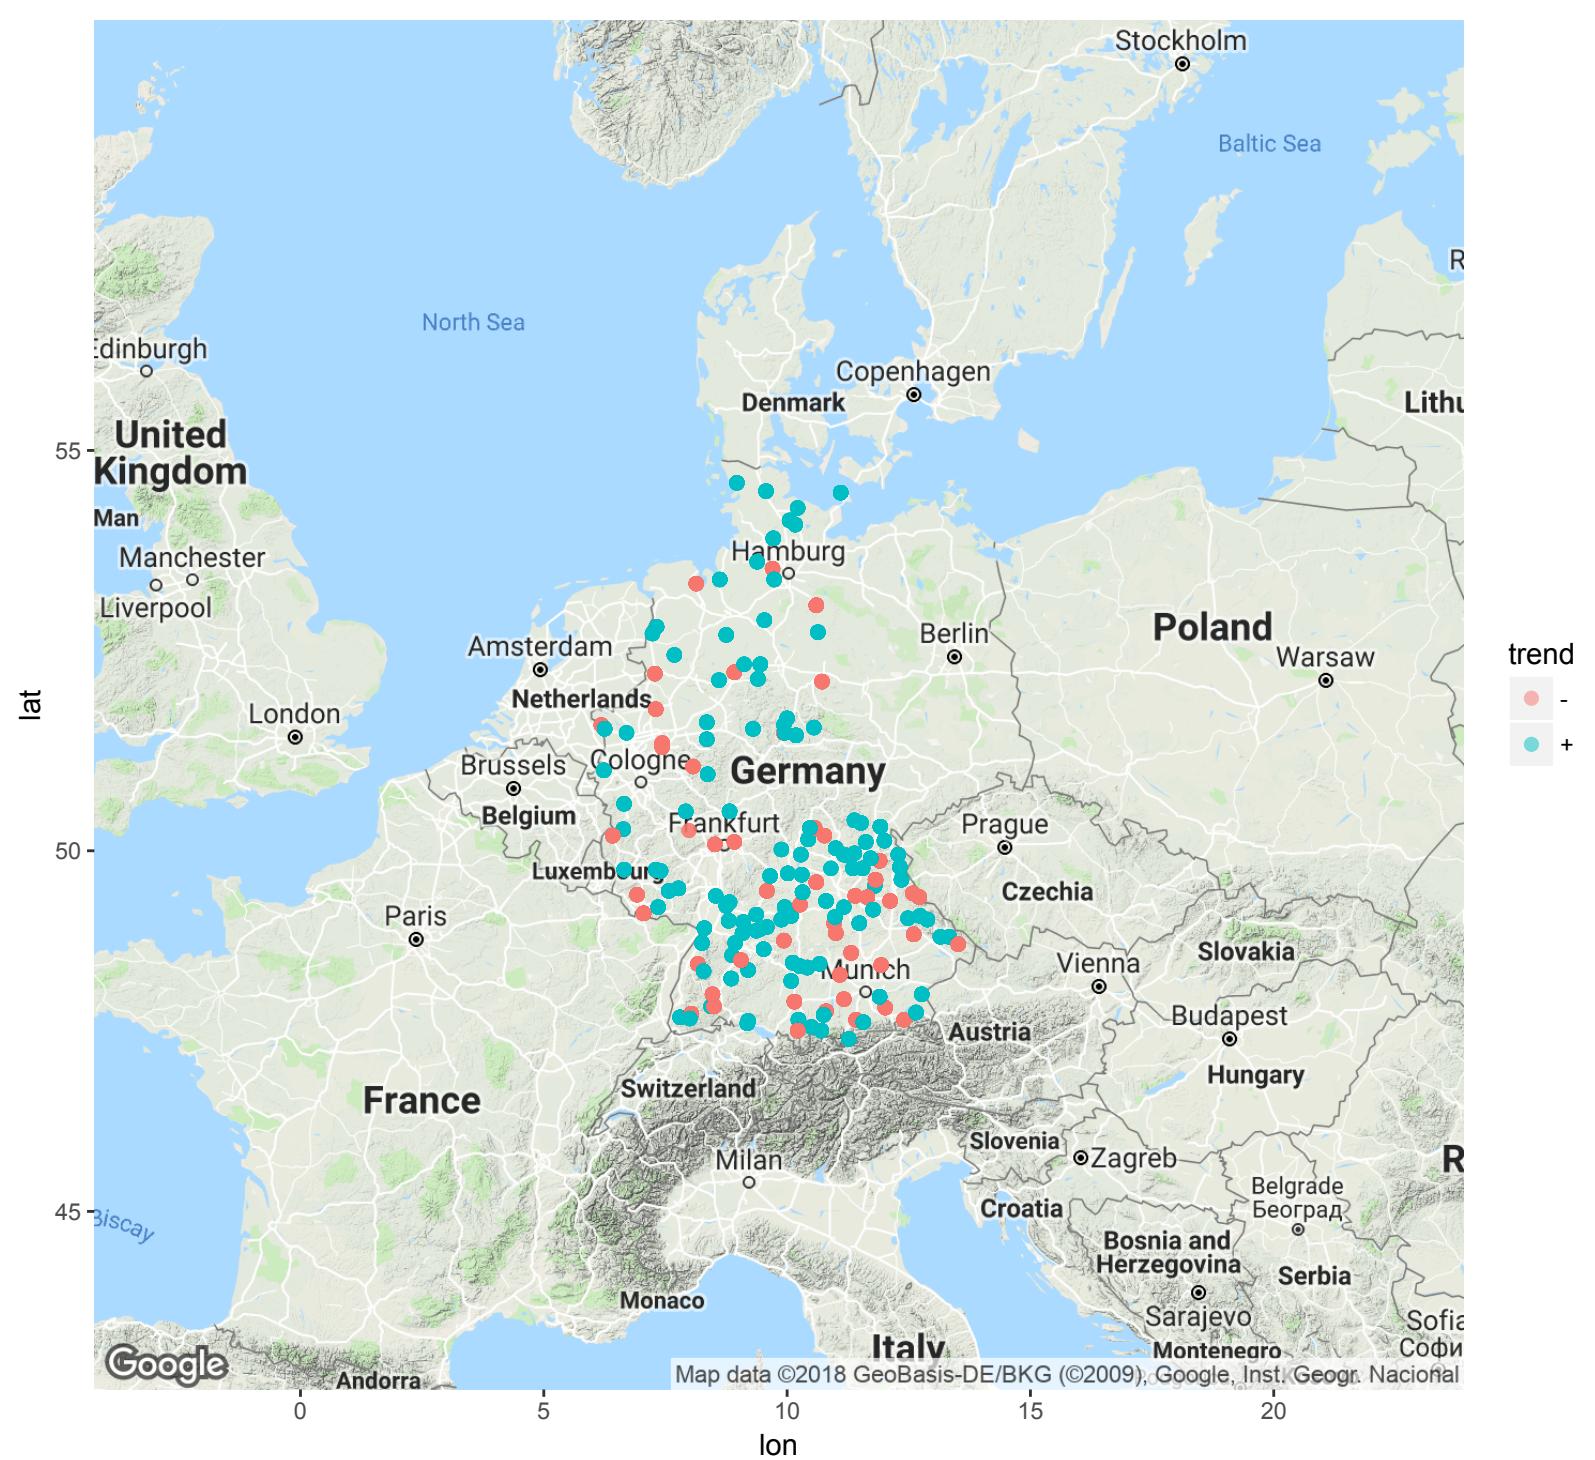 Stockholm
Baltic Sea
R
North Sea
Edinburgh
Copenhagen
Denmark
Lithu
United
Kingdom
55
Man
Hamburg
Manchester
Liverpool
Poland
Berlin
Amsterdam
Warsaw
trend
-
+
Netherlands
London
lat
Brussels
Cologne
Germany
Belgium
Frankfurt
Prague
50
Luxembourg
Czechia
Paris
Slovakia
Munich
Vienna
Budapest
Austria
Hungary
France
Switzerland
Slovenia
Milan
Zagreb
R
Belgrade
Београд
Croatia
45
Biscay
Bosnia and
Herzegovina
Serbia
Monaco
Sarajevo
Sofia
Софи
Italy
Montenegro
Google
Andorra
Map data ©2018 GeoBasis-DE/BKG (©2009), Google, Inst. Geogr. Nacional
0
5
10
15
20
lon